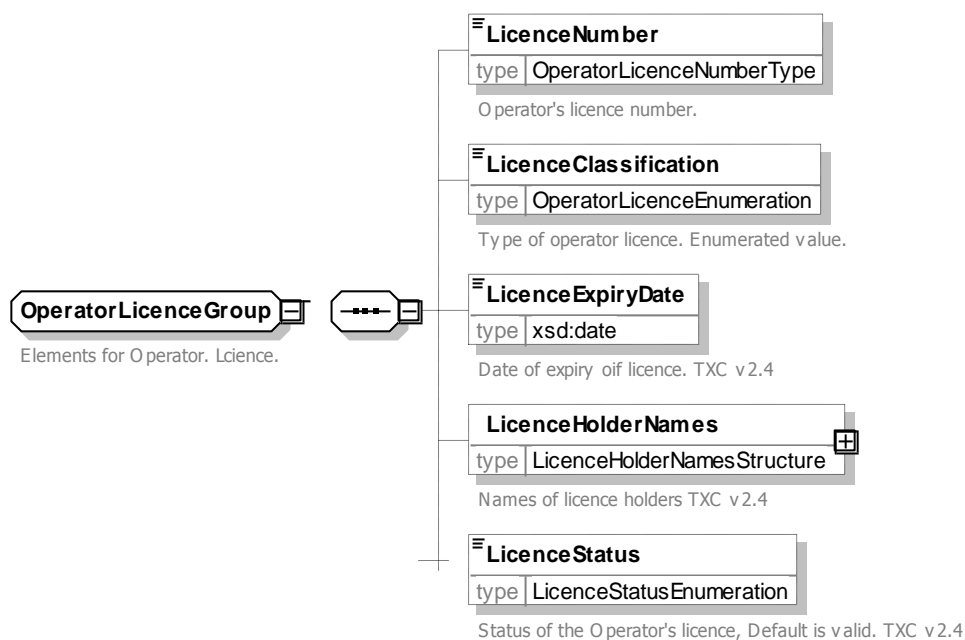 LicenceNumber
type OperatorLicenceNumberType
Operator's licence number.
LicenceClassification
type OperatorLicenceEnumeration
Type of operator licence. Enumerated value.
OperatorLicenceGroup
Elements for Operator. Lcience.
LicenceExpiryDate
type xsd:date
Date of expiry oif licence. TXC v2.4
LicenceHolderNames
type LicenceHolderNamesStructure
Names of licence holders TXC v2.4
LicenceStatus
type LicenceStatusEnumeration
Status of the Operator's licence, Default is valid. TXC v2.4